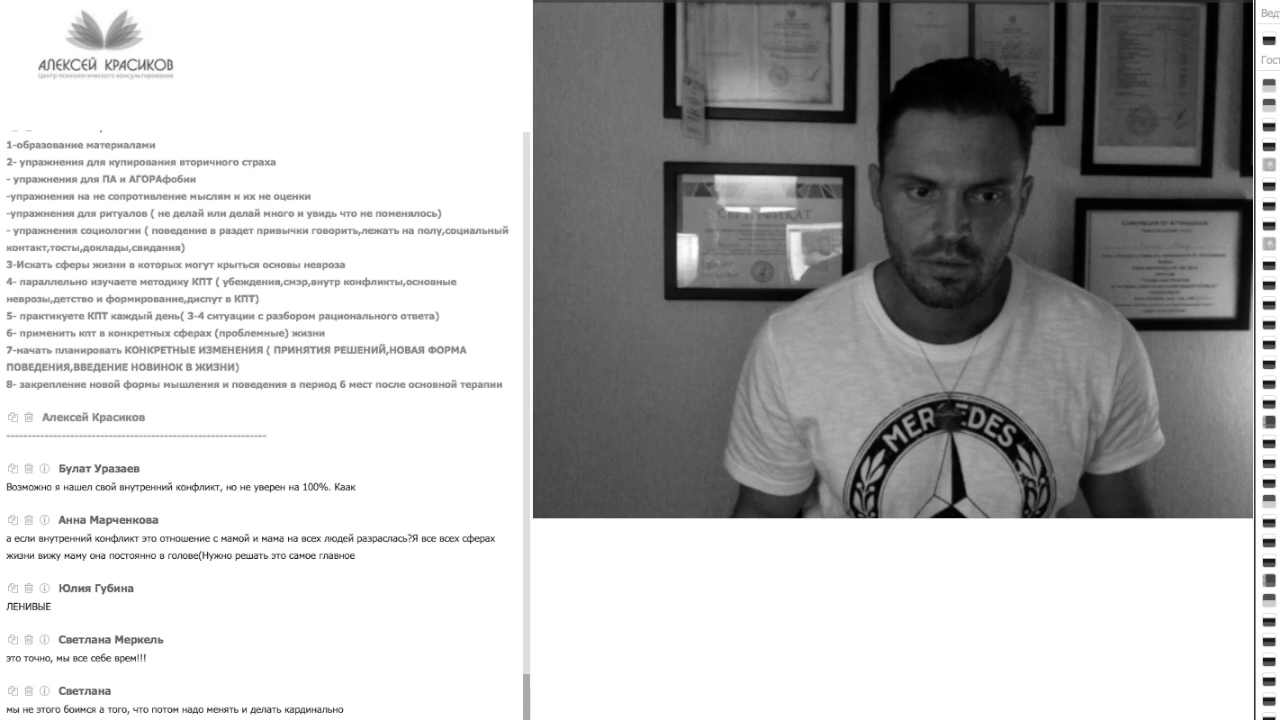 АЛЕКСЕЙ КРАСИКОВ
Центр психологического консультирования
1-образование материалами
2- упражнения для купирования вторичного страха
- упражнения для ПА и АГОРАфобии
-упражнения на не сопротивление мыслям и их не оценки
-упражнения для ритуалов ( не делай или делай много и увидь что не поменялось)
- упражнения социологии ( поведение в раздет привычки говорить,лежать на полу,социальный
контакт,тосты,доклады,свидания)
3-Искать сферы жизни в которых могут крыться основы невроза
4- параллельно изучаете методику КПТ ( убеждения,смэр,внутр конфликты,основные
неврозы,детство и формирование,диспут в КПТ)
5- практикуете КПТ каждый день( 3-4 ситуации с разбором рационального ответа)
6- применить кпт в конкретных сферах (проблемные) жизни
7-начать планировать КОНКРЕТНЫЕ ИЗМЕНЕНИЯ ( ПРИНЯТИЯ РЕШЕНИЙ,НОВАЯ ФОРМА
ПОВЕДЕНИЯ,ВВЕДЕНИЕ НОВИНОК В ЖИЗНИ)
8- закрепление новой формы мышления и поведения в период 6 мест после основной терапии
Алексей Красиков
Булат Уразаев
Возможно я нашел свой внутренний конфликт, но не уверен на 100%. Каак
Анна Марченкова
а если внутренний конфликт это отношение с мамой и мама на всех людей разраслась?Я все всех сферах
жизни вижу маму она постоянно в голове(Нужно решать это самое главное
Юлия Губина
ЛЕНИВЫЕ
Светлана Меркель
это точно, мы все себе врем!!!
Светлана
мы не этого боимся а того, что потом надо менять и делать кардинально
СЕРТИФИКАТ
MERCEDES
Вед
Гост